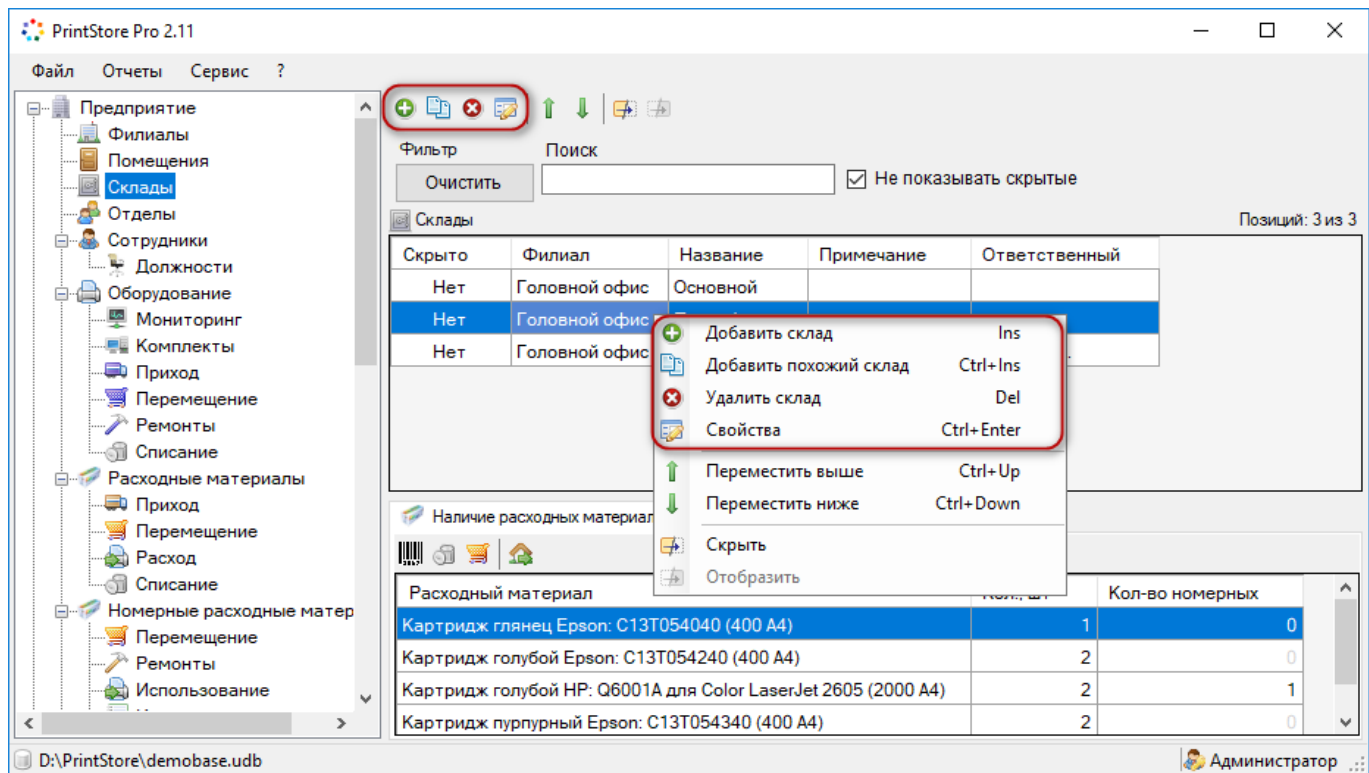 PrintStore Pro 2.11
Файл Отчеты Сервис ?
Предприятие
Филиалы
Помещения
Склады
Отделы
Сотрудники
Должности
Оборудование
Мониторинг
Комплекты
Приход
Перемещение
Ремонты
Списание
Расходные материалы
Приход
Перемещение
Расход
Списание
Номерные расходные матер
Перемещение
Ремонты
Использование
Фильтр Поиск
Очистить Не показывать скрытые
Склады Позиций: 3 из 3
Скрыто Филиал Название Примечание Ответственный
Нет Головной офис Основной
Нет Головной офис
Нет Головной офис
Добавить склад Ins
Добавить похожий склад Ctrl+Ins
Удалить склад Del
Свойства Ctrl+Enter
Переместить выше Ctrl+Up
Переместить ниже Ctrl+Down
Скрыть
Отобразить
Наличие расходных материал
Расходный материал Кол., шт Кол-во номерных
Картридж глянец Epson: C13T054040 (400 A4) 1 0
Картридж голубой Epson: C13T054240 (400 A4) 2 0
Картридж голубой HP: Q6001A для Color LaserJet 2605 (2000 A4) 2 1
Картридж пурпурный Epson: C13T054340 (400 A4) 2 0
D:\PrintStore\demobase.udb Администратор